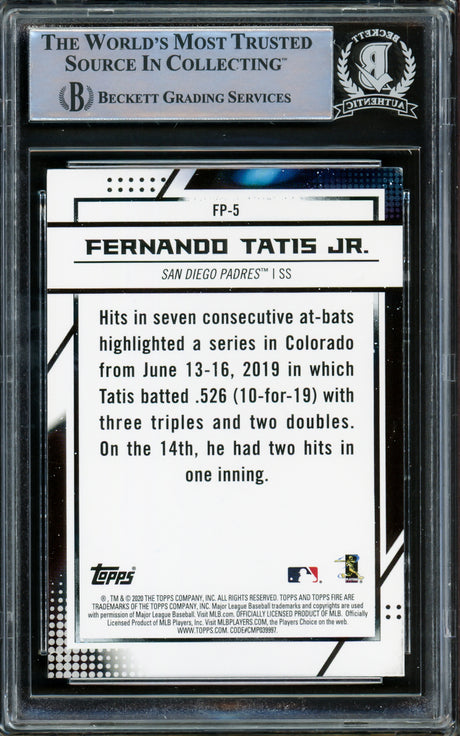 THE WORLD'S MOST TRUSTED
SOURCE IN COLLECTING™
B BECKETT GRADING SERVICES
BECKETT
B
AUTHENTIC
FP-5
FERNANDO TATIS JR.
SAN DIEGO PADRES™ | SS
Hits in seven consecutive at-bats
highlighted a series in Colorado
from June 13-16, 2019 in which
Tatis batted .526 (10-for-19) with
three triples and two doubles.
On the 14th, he had two hits in
one inning.
Topps
®, TM & © 2020 THE TOPPS COMPANY, INC. ALL RIGHTS RESERVED. TOPPS AND TOPPS FIRE ARE
TRADEMARKS OF THE TOPPS COMPANY, INC. Major League Baseball trademarks and copyrights are used
with permission of Major League Baseball. Visit MLB.com. OFFICIALLY LICENSED PRODUCT OF MLB. Officially
Licensed Product of MLB Players, Inc. Visit MLBPLAYERS.com, the Players Choice on the web.
WWW.TOPPS.COM. CODE#CMP039997.